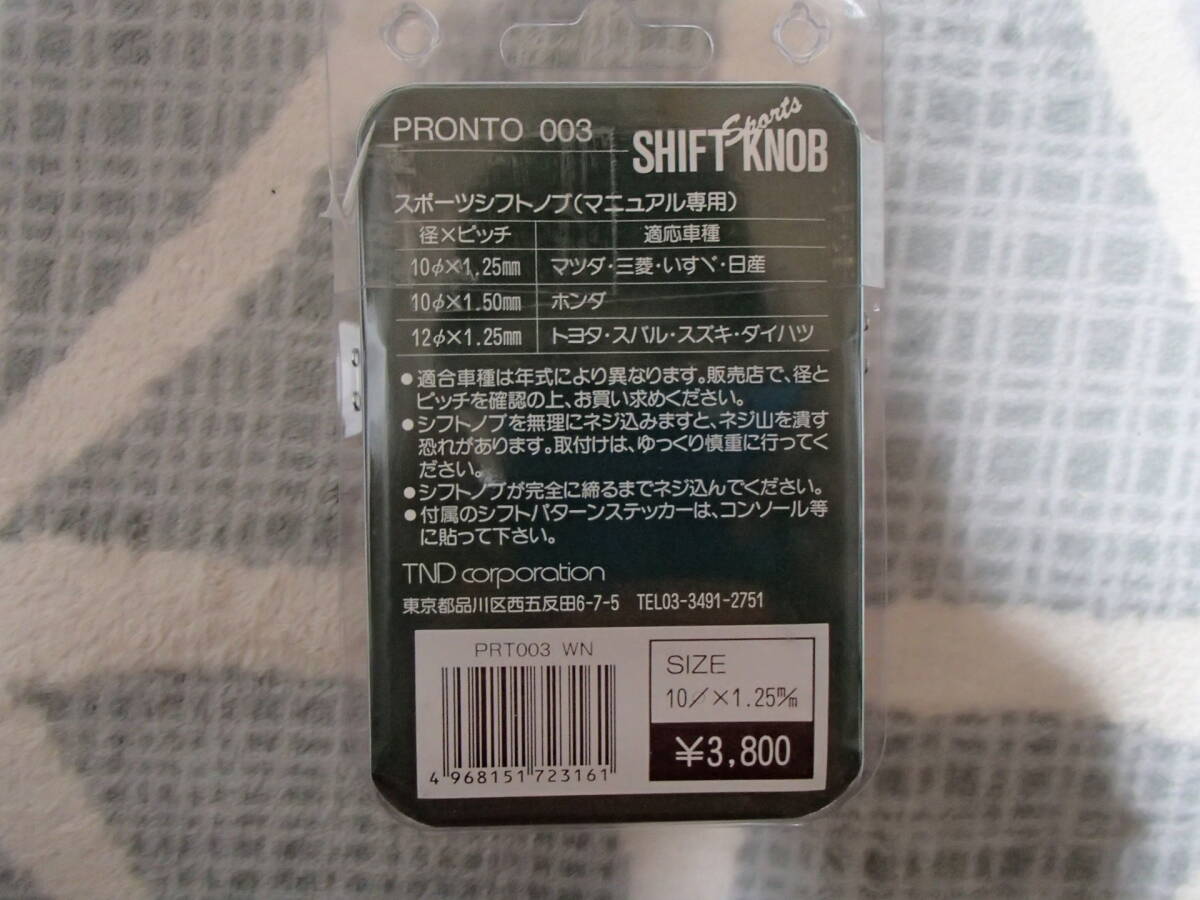 PRONTO 003
Sports
SHIFT KNOB
スポーツシフトノブ(マニュアル専用)
径×ピッチ 適応車種
10φ×1.25mm マツダ・三菱・いすゞ・日産
10φ×1.50mm ホンダ
12φ×1.25mm トヨタ・スバル・スズキ・ダイハツ
●適合車種は年式により異なります。販売店で、径と
ピッチを確認の上、お買い求めください。
●シフトノブを無理にネジ込みますと、ネジ山を潰す
恐れがあります。取付けは、ゆっくり慎重に行ってく
ださい。
●シフトノブが完全に締るまでネジ込んでください。
●付属のシフトパターンステッカーは、コンソール等
に貼って下さい。
TND corporation
東京都品川区西五反田6-7-5 TEL03-3491-2751
PRT003 WN
4 968151 723161
SIZE
10∕×1.25m/m
¥3,800